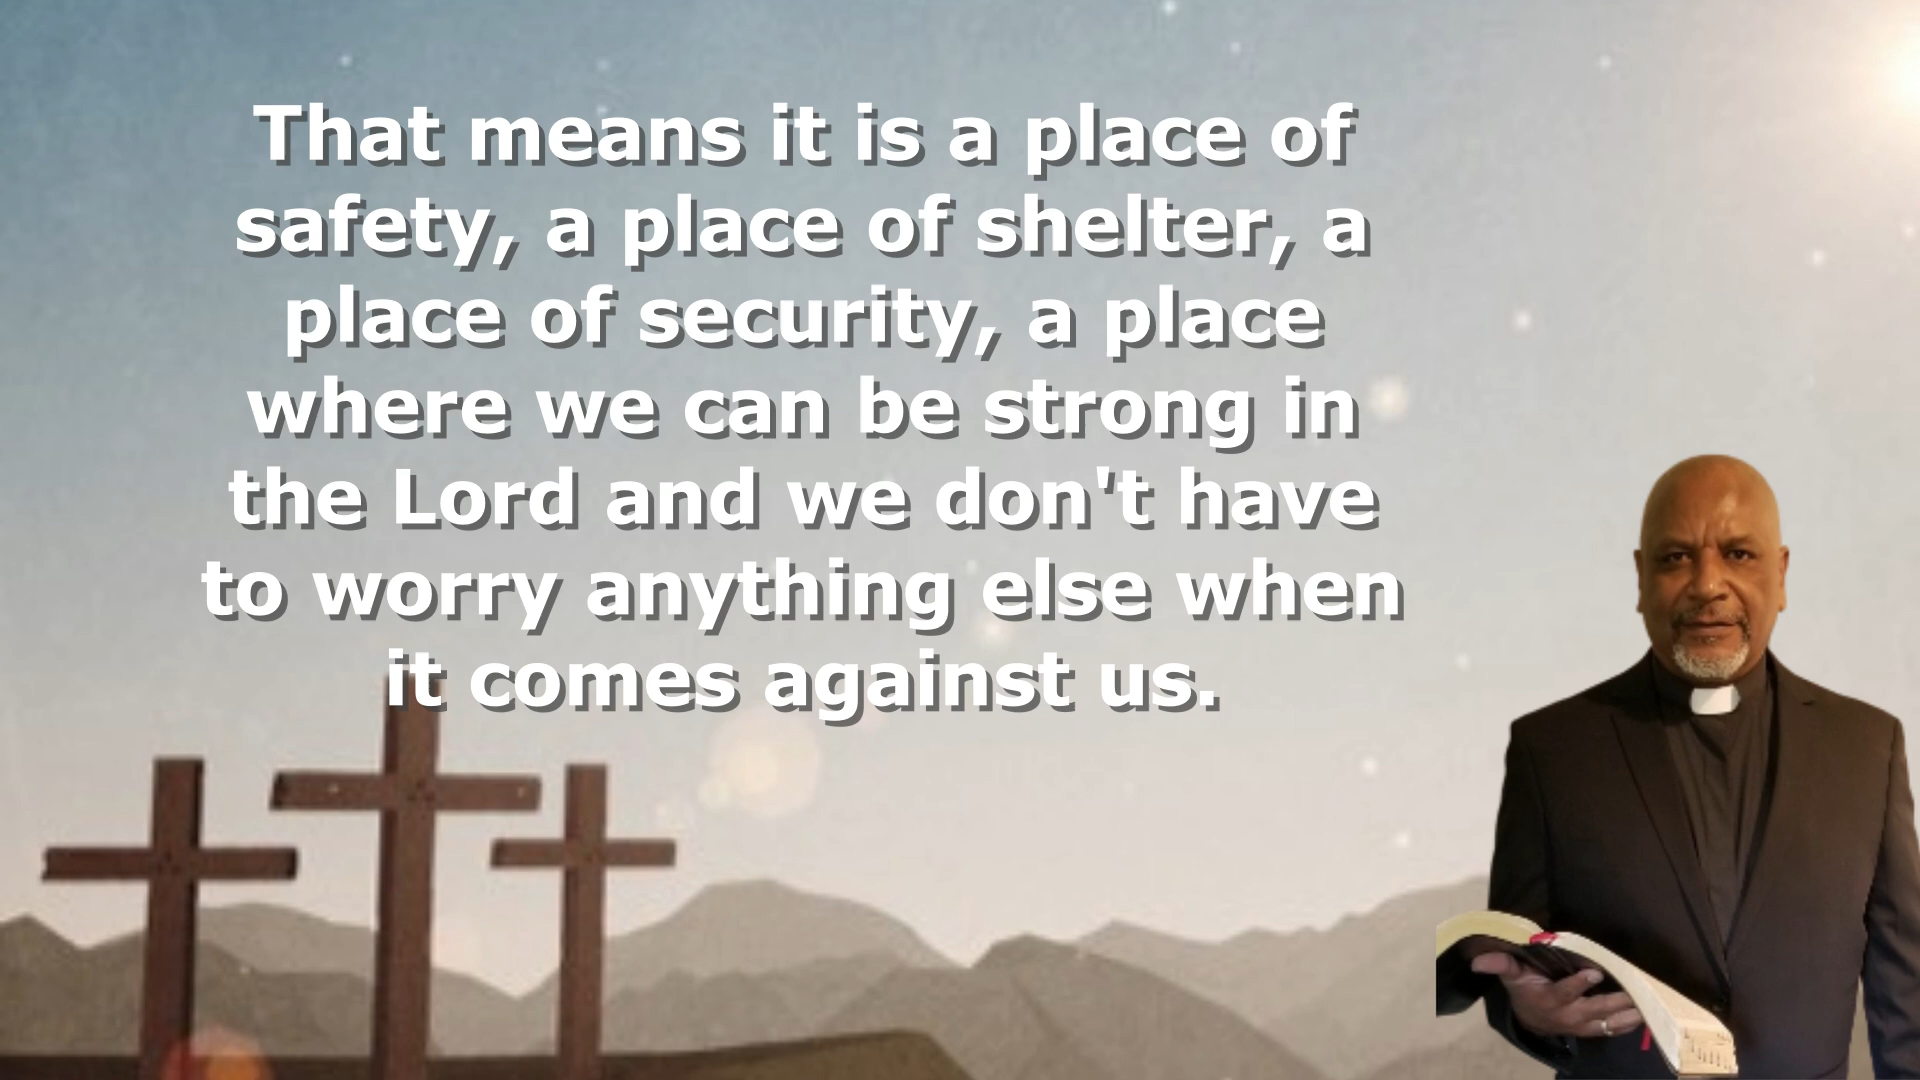 That means it is a place of
safety, a place of shelter, a
place of security, a place
where we can be strong in
the Lord and we don't have
to worry anything else when
it comes against us.